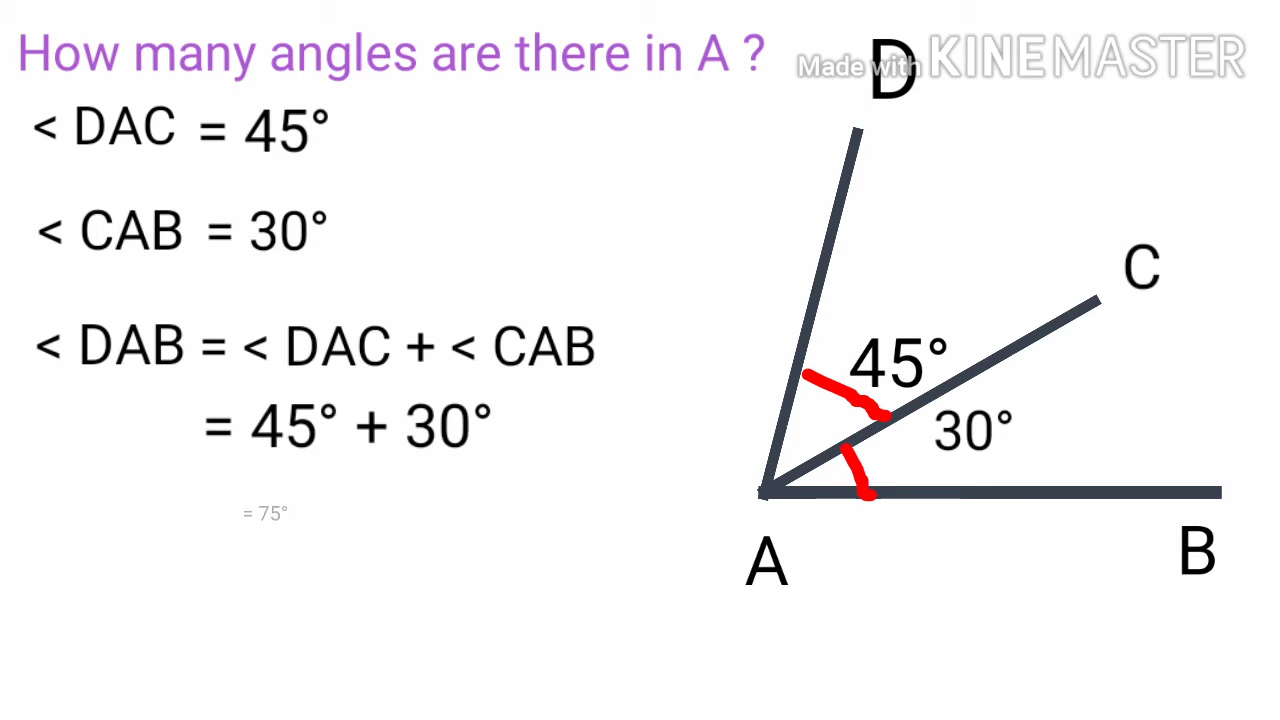 How many angles are there in A ?
Made with KINEMASTER
D
< DAC = 45°
< CAB = 30°
C
< DAB = < DAC + < CAB
45°
= 45° + 30°
30°
= 75°
A
B